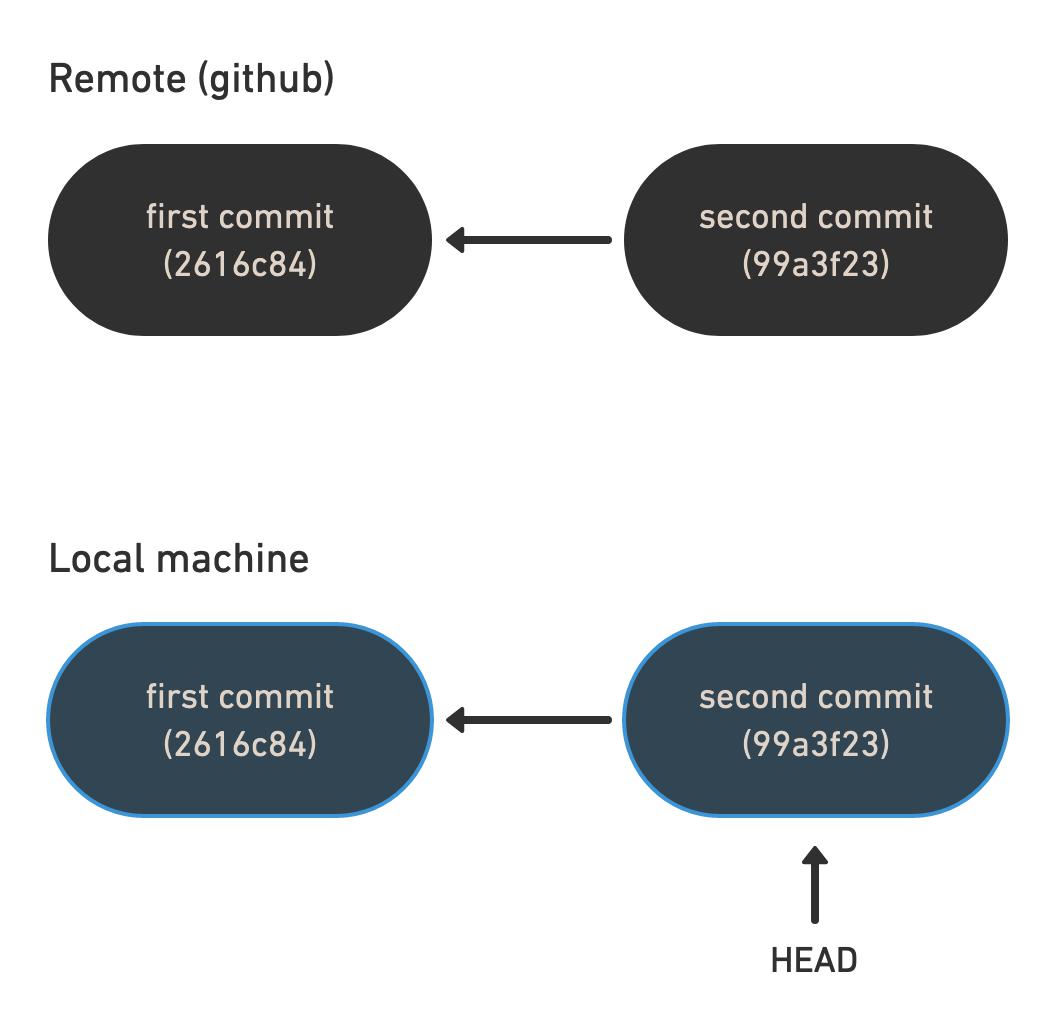 Remote (github)
first commit
(2616c84)
second commit
(99a3f23)
Local machine
first commit
(2616c84)
second commit
(99a3f23)
HEAD